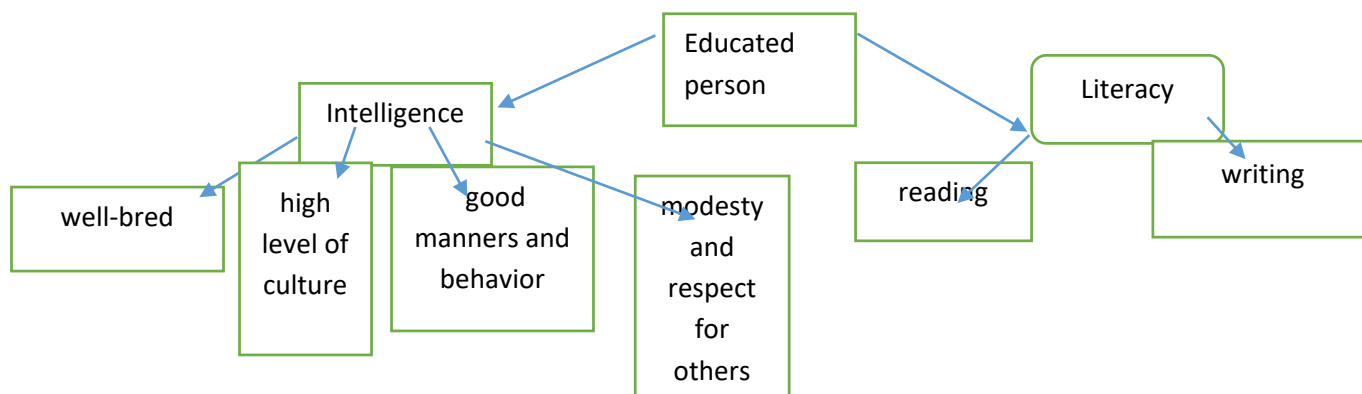 Educated
person
Intelligence
Literacy
well-bred
high
level of
culture
good
manners and
behavior
modesty
and
respect
for
others
reading
writing